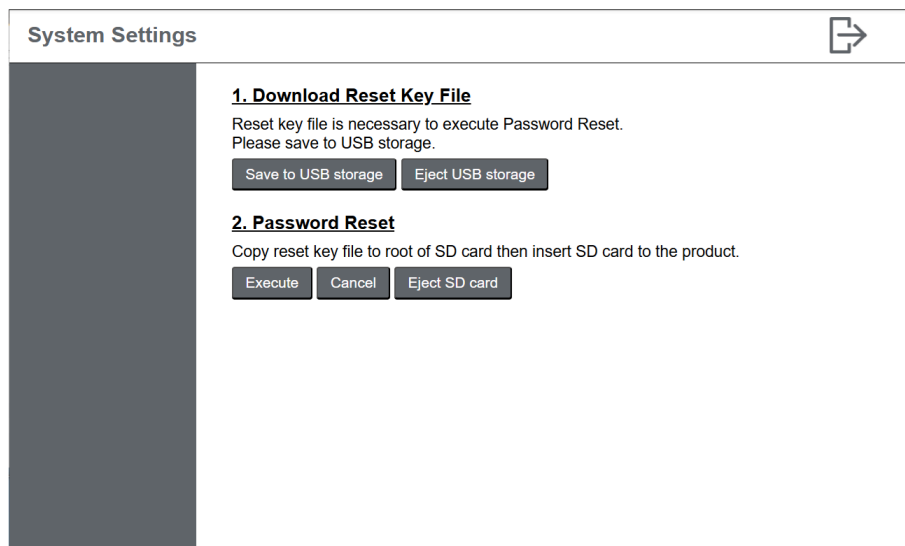 System Settings
1. Download Reset Key File
Reset key file is necessary to execute Password Reset.
Please save to USB storage.
Save to USB storage Eject USB storage
2. Password Reset
Copy reset key file to root of SD card then insert SD card to the product.
Execute Cancel Eject SD card